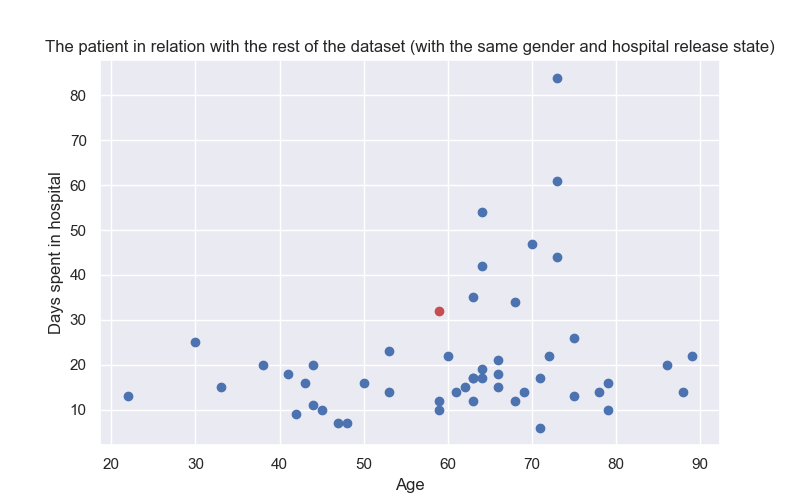 The patient in relation with the rest of the dataset (with the same gender and hospital release state)
80
70
60
50
40
30
20
10
Days spent in hospital
20 30 40 50 60 70 80 90
Age